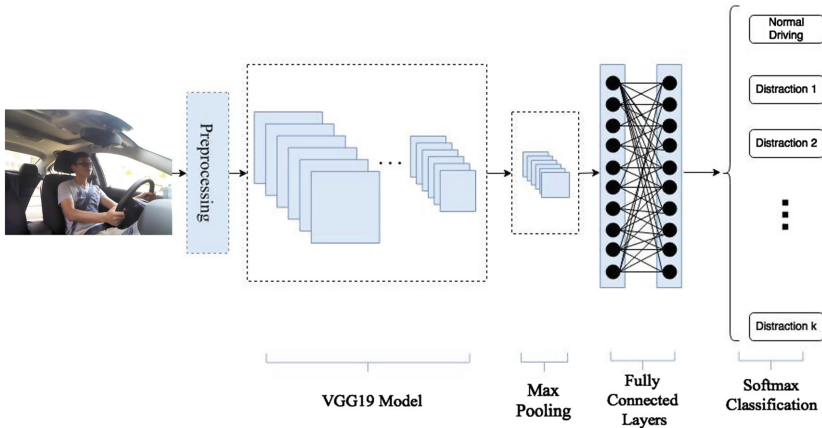 Normal
Driving
Distraction 1
Preprocessing
Distraction 2
Distraction k
VGG19 Model
Max
Pooling
Fully
Connected
Layers
Softmax
Classification